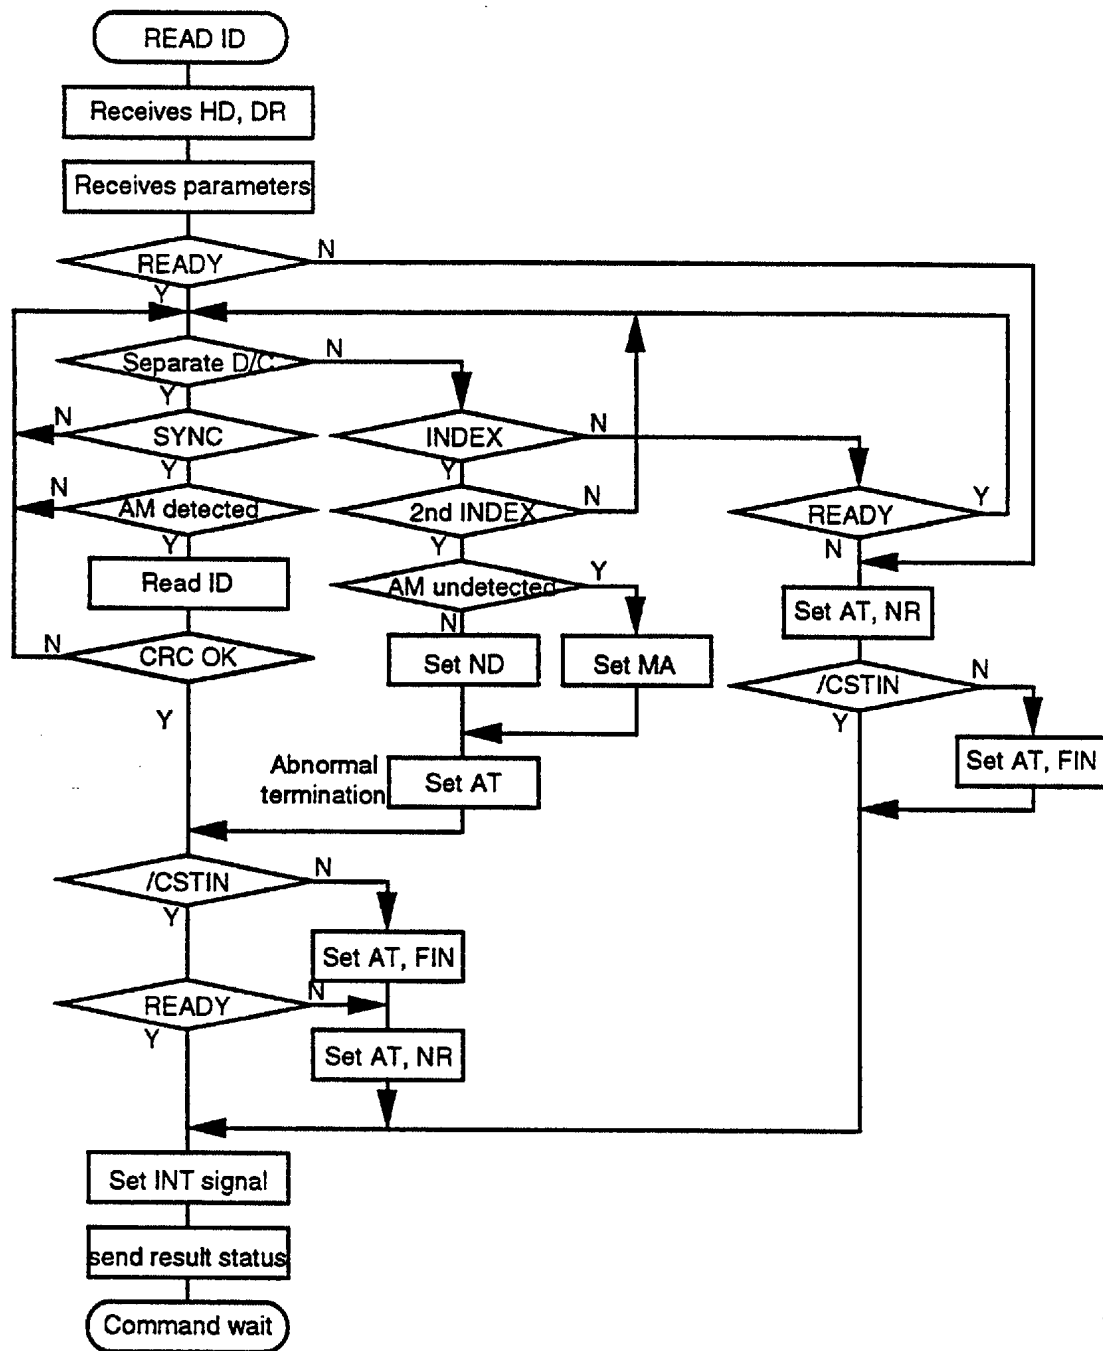 READ ID
Receives HD, DR
Receives parameters
READY
N
Y
Separate D/C
N
Y
N
SYNC
INDEX
N
Y
Y
N
AM detected
2nd INDEX
N
READY
Y
Y
Y
N
Read ID
AM undetected
Y
Set AT, NR
N
N
CRC OK
Set ND
Set MA
/CSTIN
N
Y
Y
Abnormal
termination
Set AT
Set AT, FIN
/CSTIN
N
Y
Set AT, FIN
READY
N
Y
Set AT, NR
Set INT signal
send result status
Command wait